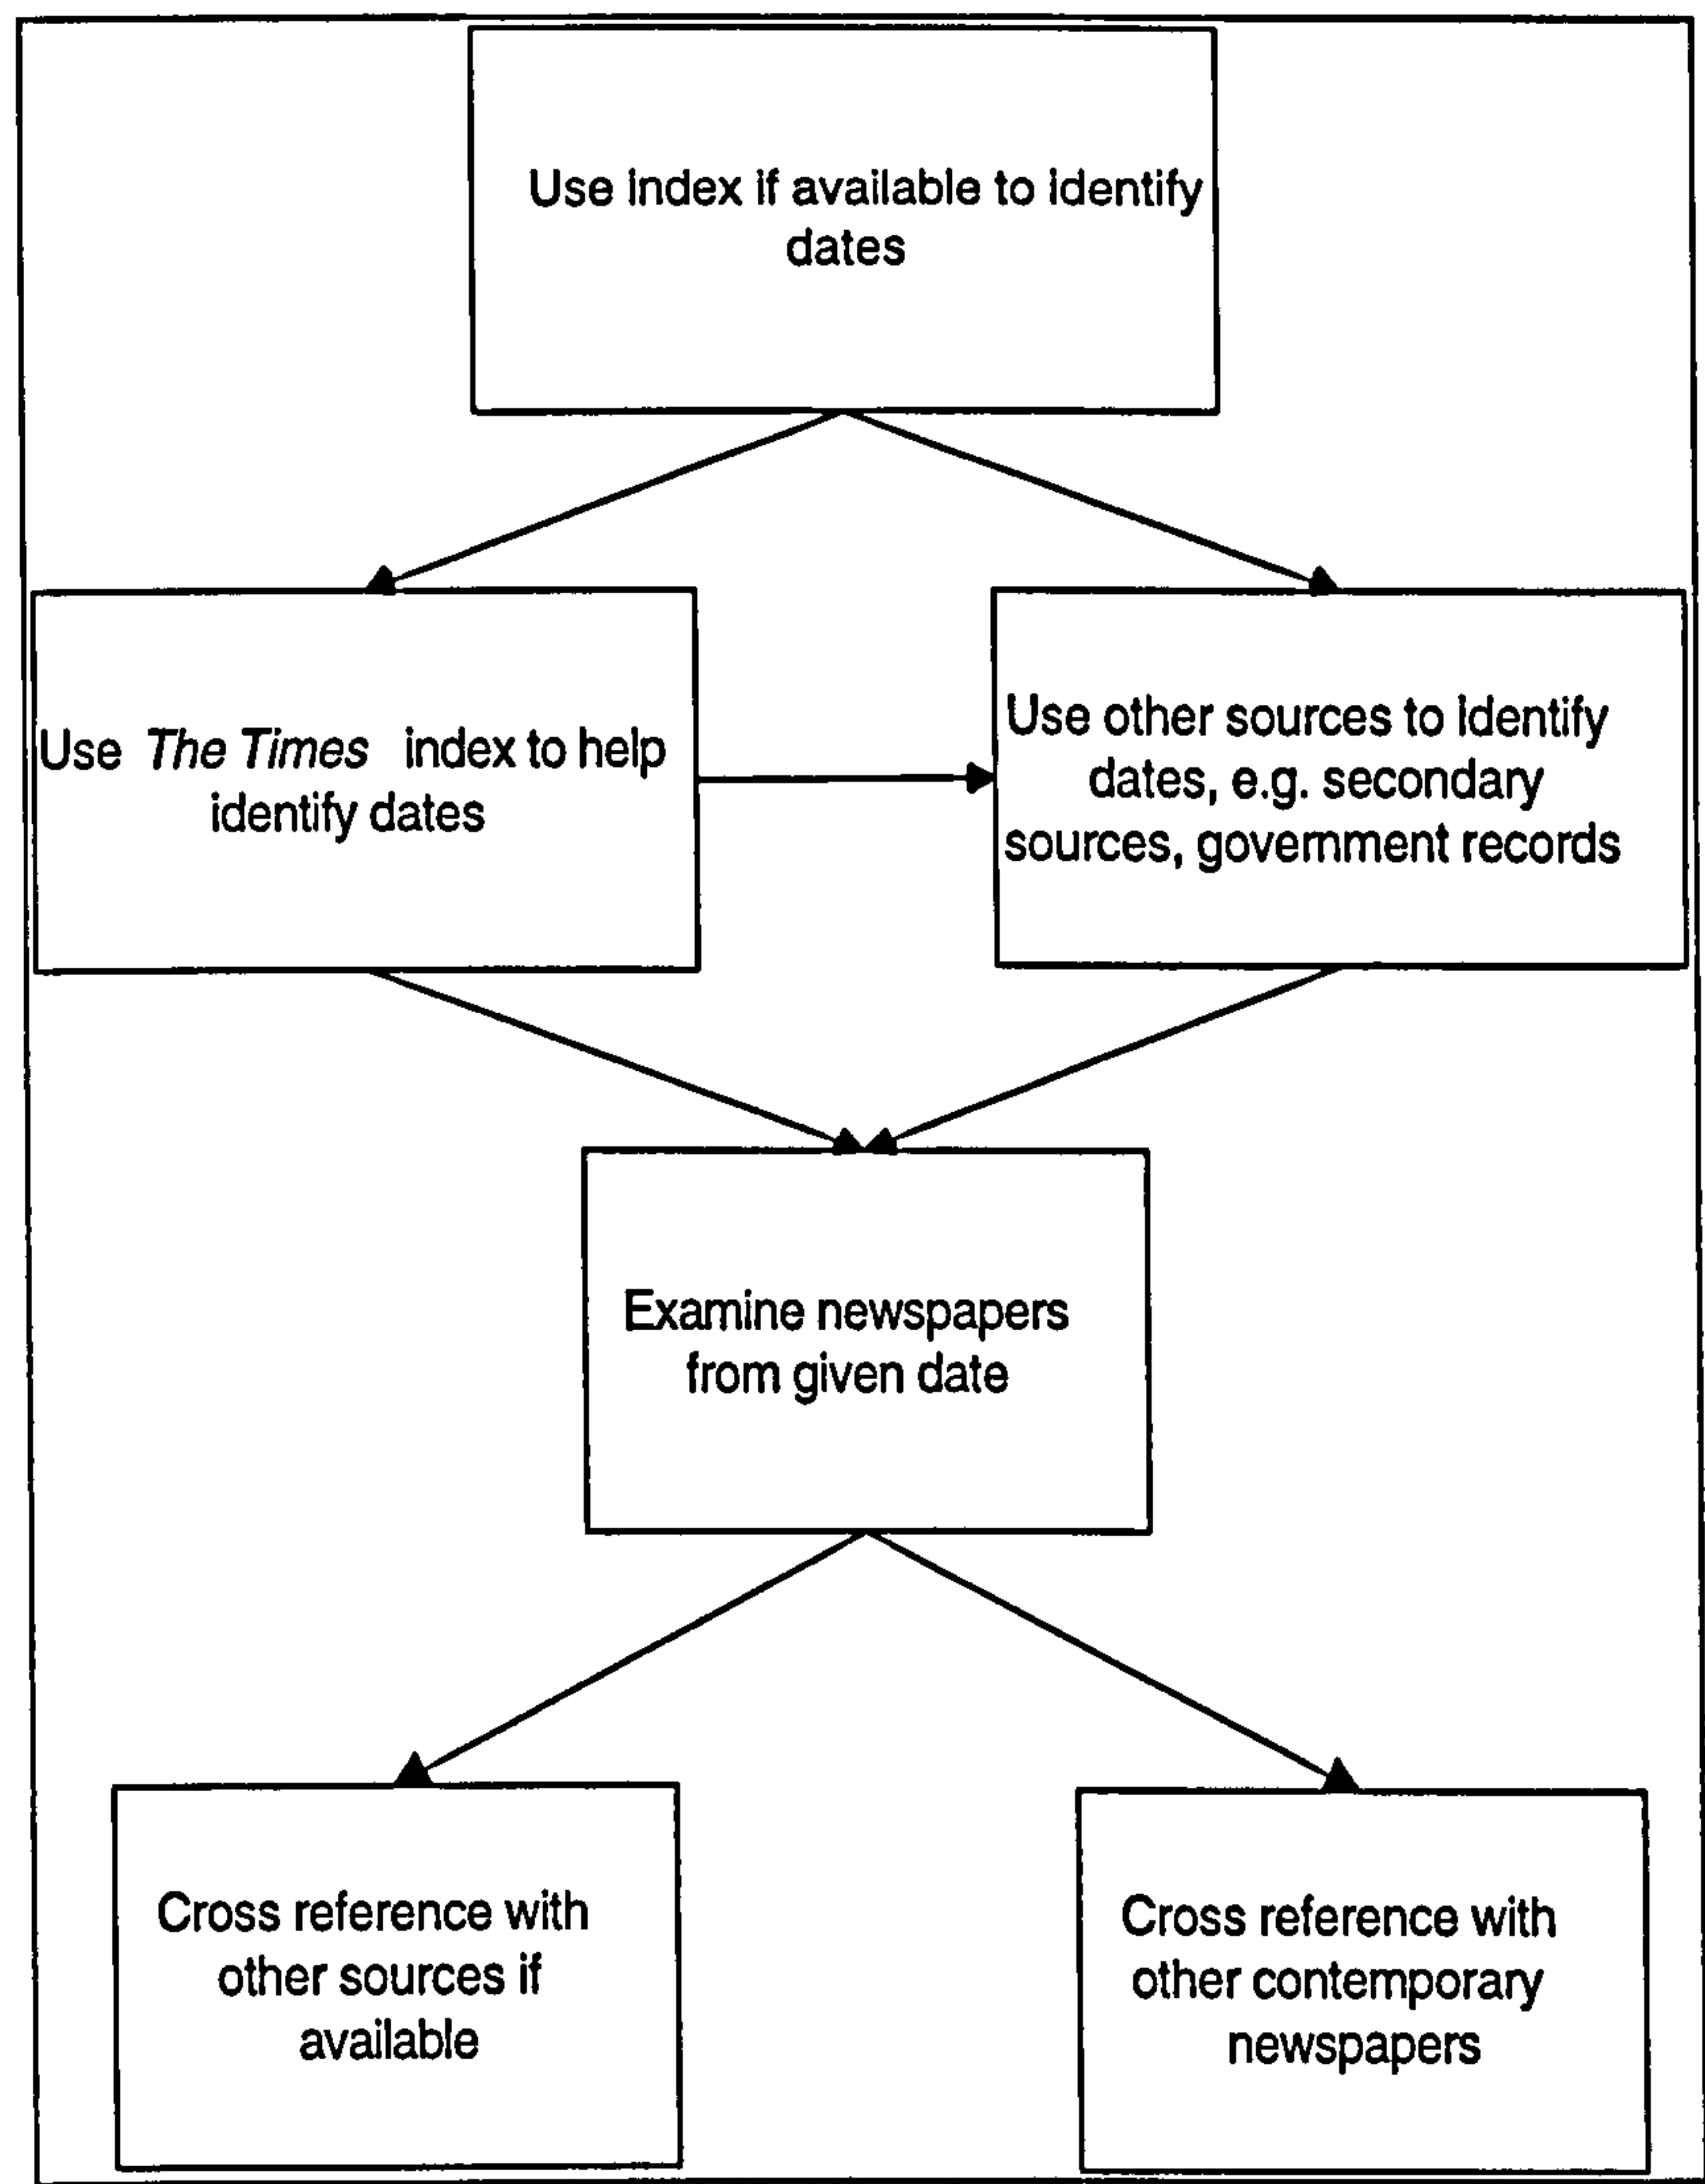 Use index if available to identify
dates
Use The Times index to help
identify dates
Use other sources to identify
dates, e.g. secondary
sources, government records
Examine newspapers
from given date
Cross reference with
other sources if
available
Cross reference with
other contemporary
newspapers